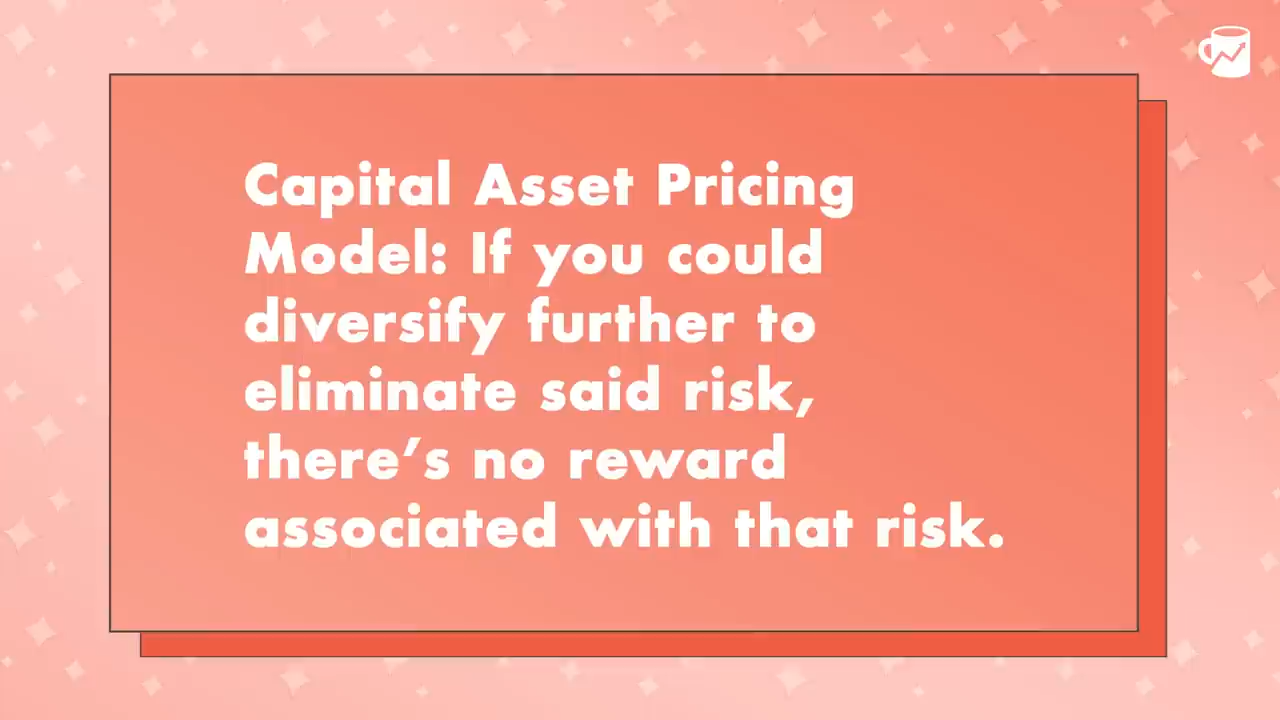 Capital Asset Pricing
Model: If you could
diversify further to
eliminate said risk,
there’s no reward
associated with that risk.